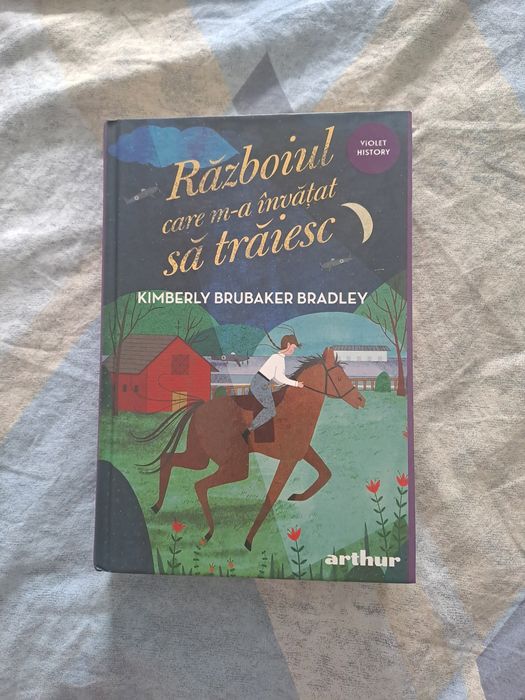 ViOLET
HISTORY
Războiul
care m-a învățat
să trăiesc
KIMBERLY BRUBAKER BRADLEY
arthur